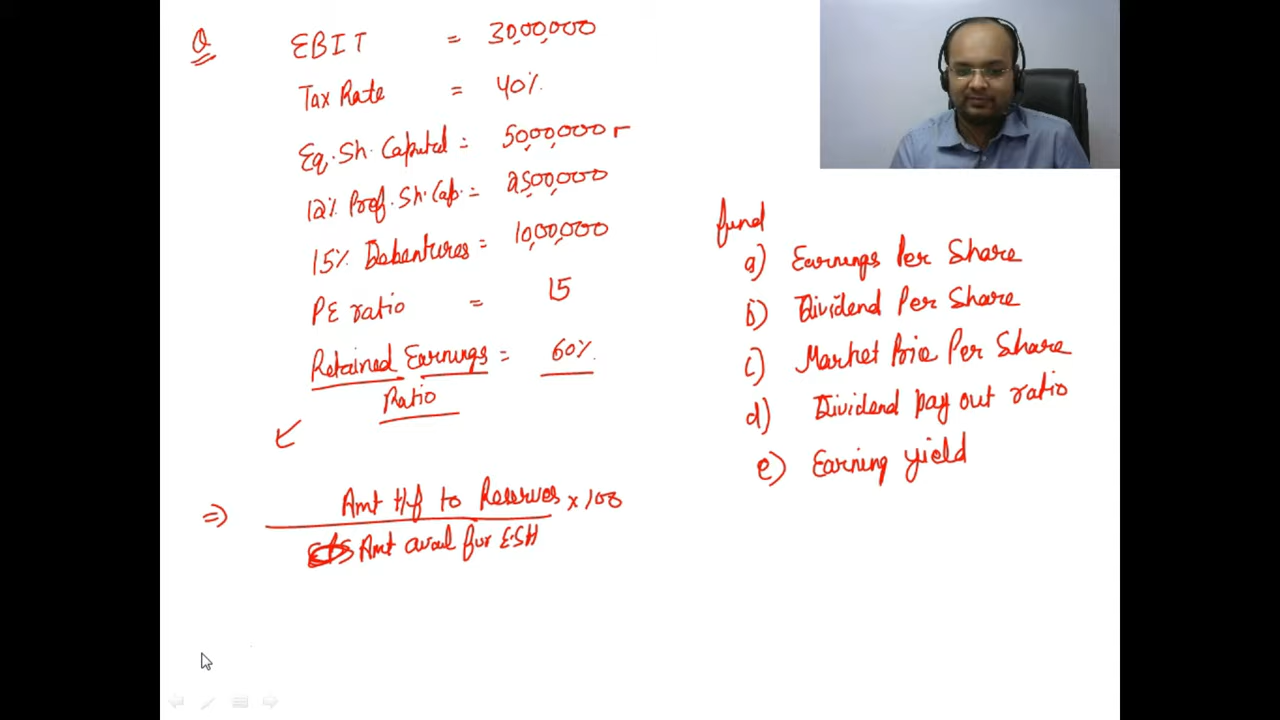 Q EBIT = 30,00,000
Tax Rate = 40%.
Eq. Sh. Capital = 50,00,000
12% Pref. Sh. Cap. = 25,00,000
15% Debentures = 10,00,000
PE ratio = 15
Retained Earnings = 60%.
Ratio
find
a) Earnings Per Share
b) Dividend Per Share
c) Market Price Per Share
d) Dividend pay out ratio
e) Earning yield
⇒ Amt t/f to Reserves × 100
Amt avail for E.SH